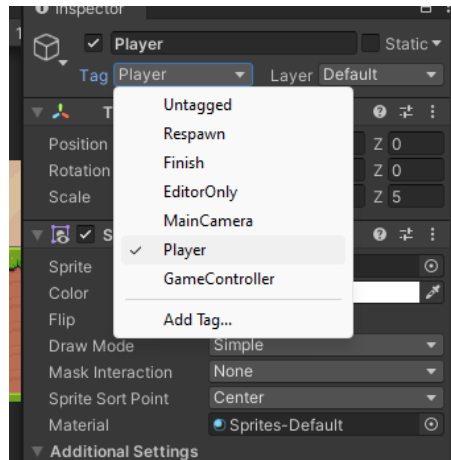 Inspector
1
Player Static
Tag Player Layer Default
Untagged
T
Respawn
Position Z 0
Finish
Rotation Z 0
EditorOnly
Scale Z 5
MainCamera
S
Player
Sprite
GameController
Color
Flip
Add Tag...
Draw Mode Simple
Mask Interaction None
Sprite Sort Point Center
Material Sprites-Default
Additional Settings